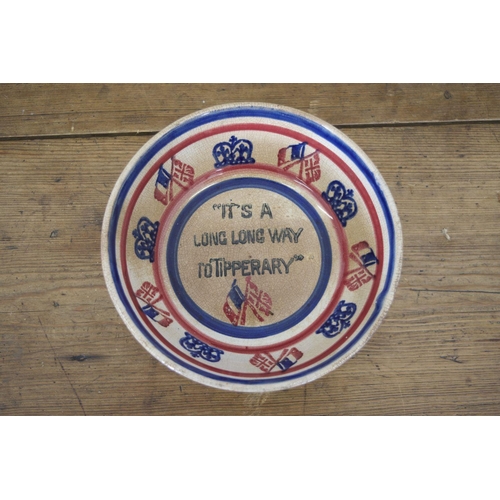 "IT'S A
LONG LONG WAY
TO TIPPERARY"